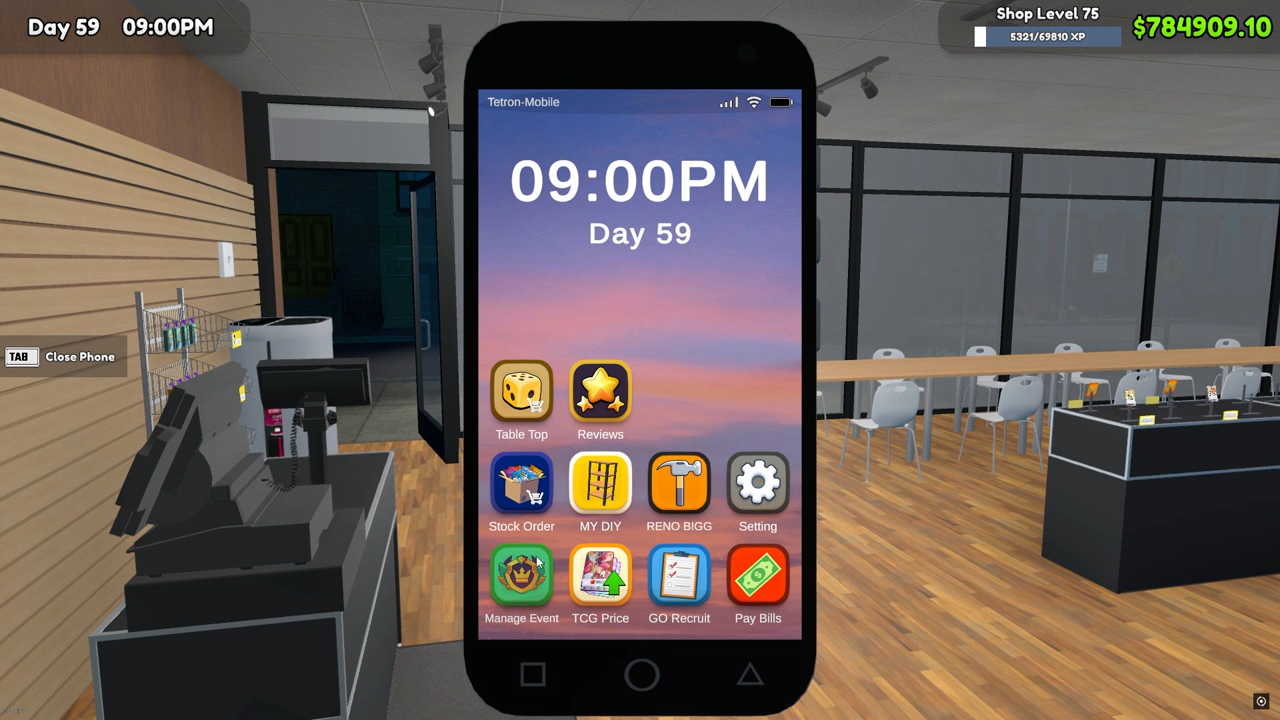 Day 59 09:00PM
Shop Level 75
5321/69810 XP
$784909.10
Tetron-Mobile
09:00PM
Day 59
TAB Close Phone
Table Top
Reviews
Stock Order
MY DIY
RENO BIGG
Setting
Manage Event
TCG Price
GO Recruit
Pay Bills